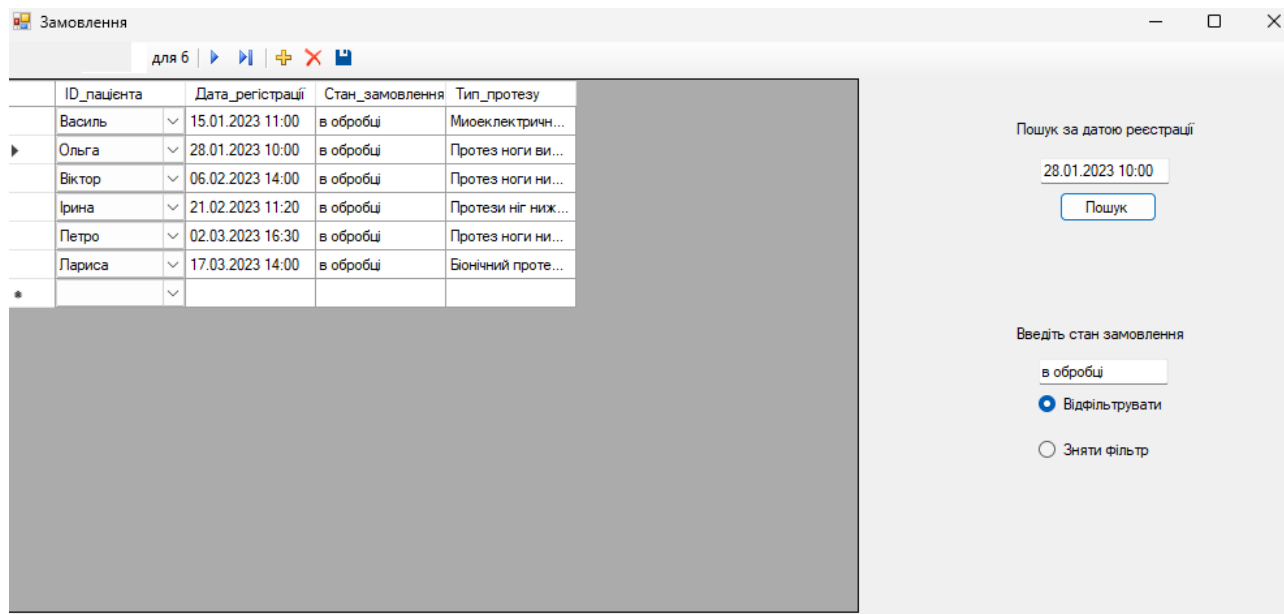 Замовлення
для 6
ID_пацієнта Дата_регістрації Стан_замовлення Тип_протезу
Василь 15.01.2023 11:00 в обробці Миоелектричн...
Ольга 28.01.2023 10:00 в обробці Протез ноги ви...
Віктор 06.02.2023 14:00 в обробці Протез ноги ни...
Ірина 21.02.2023 11:20 в обробці Протези ніг ниж...
Петро 02.03.2023 16:30 в обробці Протез ноги ни...
Лариса 17.03.2023 14:00 в обробці Біонічний проте...
Пошук за датою реєстрації
28.01.2023 10:00
Пошук
Введіть стан замовлення
в обробці
Відфільтрувати
Зняти фільтр